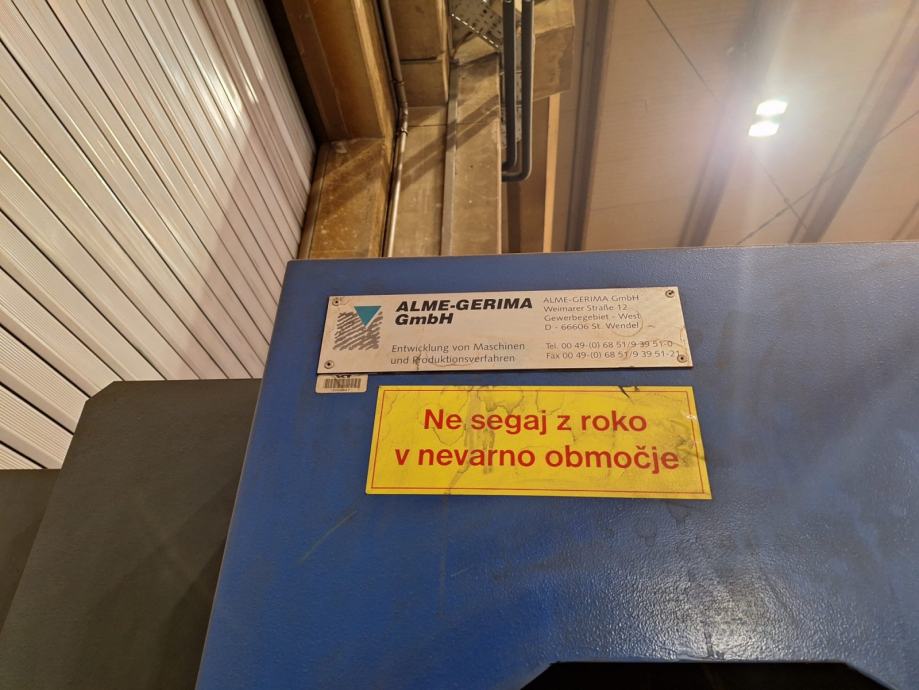 ALME-GERIMA
GmbH
Entwicklung von Maschinen
und Produktionsverfahren
ALME-GERIMA GmbH
Weimarer Straße 12
Gewerbegebiet - West
D - 66606 St. Wendel
Tel. 00 49-(0) 68 51/9 39 51-0
Fax 00 49-(0) 68 51/9 39 51-21
Ne segaj z roko
v nevarno območje